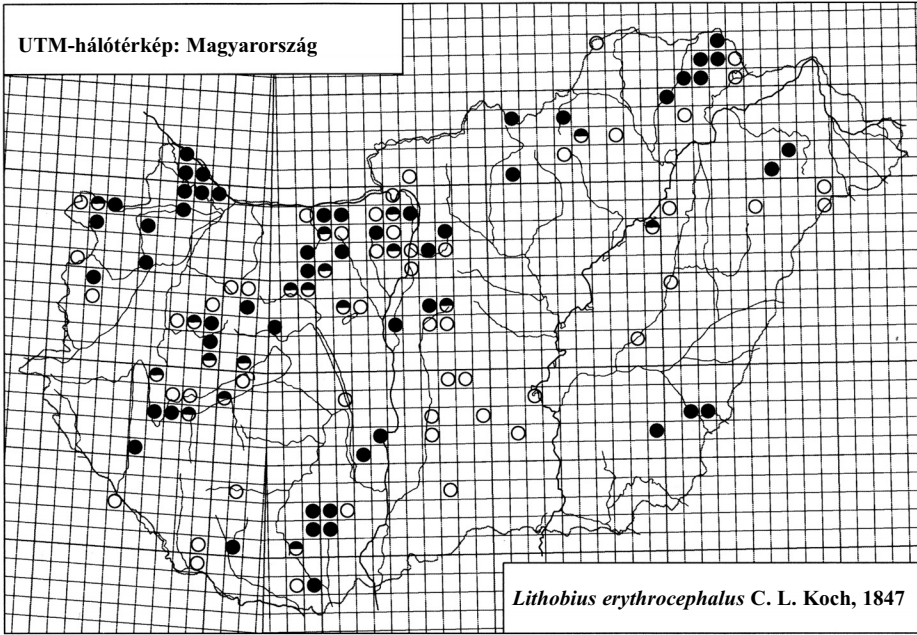 UTM-hálótérkép: Magyarország
Lithobius erythrocephalus C. L. Koch, 1847